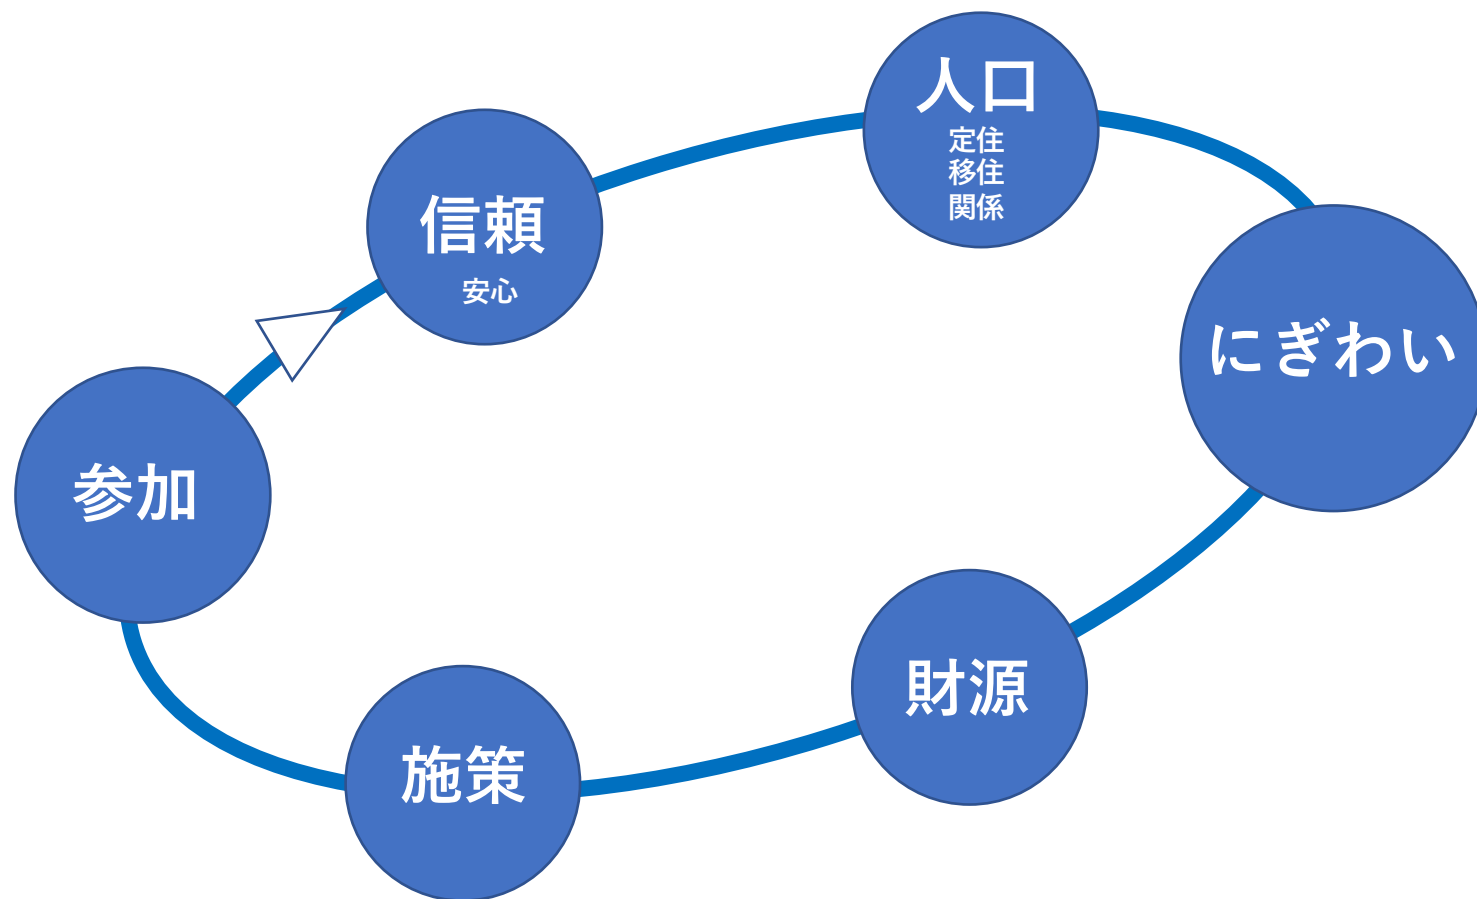 人口
定住
移住
関係
信頼
安心
にぎわい
参加
財源
施策